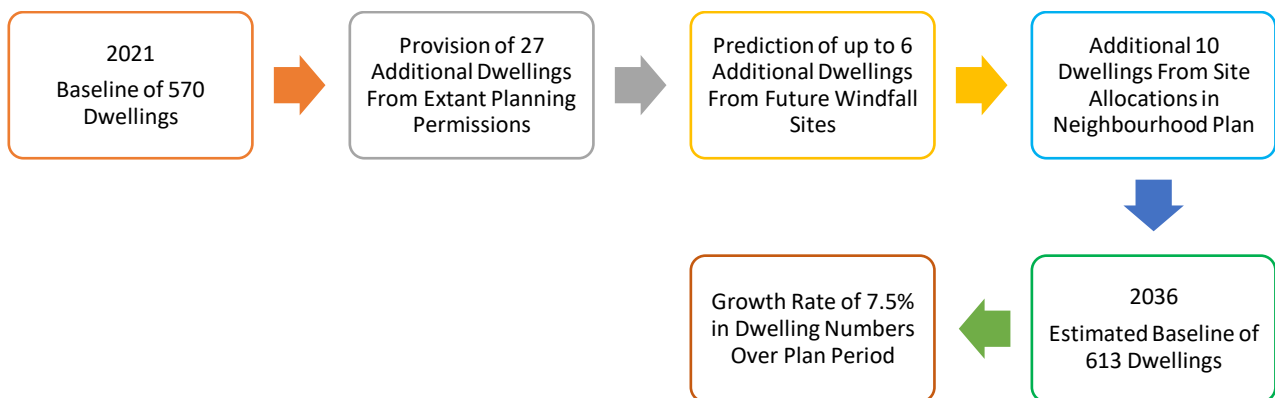 2021
Baseline of 570
Dwellings
Provision of 27
Additional Dwellings
From Extant Planning
Permissions
Prediction of up to 6
Additional Dwellings
From Future Windfall
Sites
Additional 10
Dwellings From Site
Allocations in
Neighbourhood Plan
2036
Estimated Baseline of
613 Dwellings
Growth Rate of 7.5%
in Dwelling Numbers
Over Plan Period